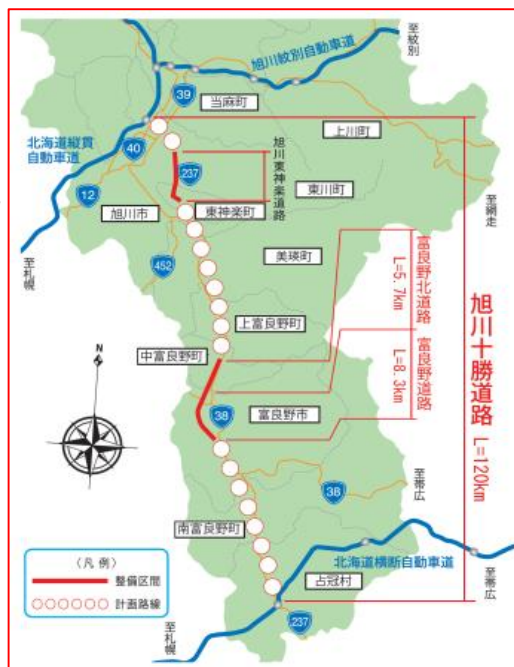 至紋別
旭川紋別自動車道
39
当麻町
上川町
北海道縦貫
自動車道
40
237
旭川東神楽道路
東川町
至網走
12
旭川市
東神楽町
至札幌
452
美瑛町
富良野北道路
L=5.7km
上富良野町
中富良野町
富良野道路
L=8.3km
旭川十勝道路 L=120km
N
38
富良野市
至帯広
38
南富良野町
北海道横断自動車道
至帯広
〈凡 例〉
整備区間
計画路線
占冠村
237
至札幌